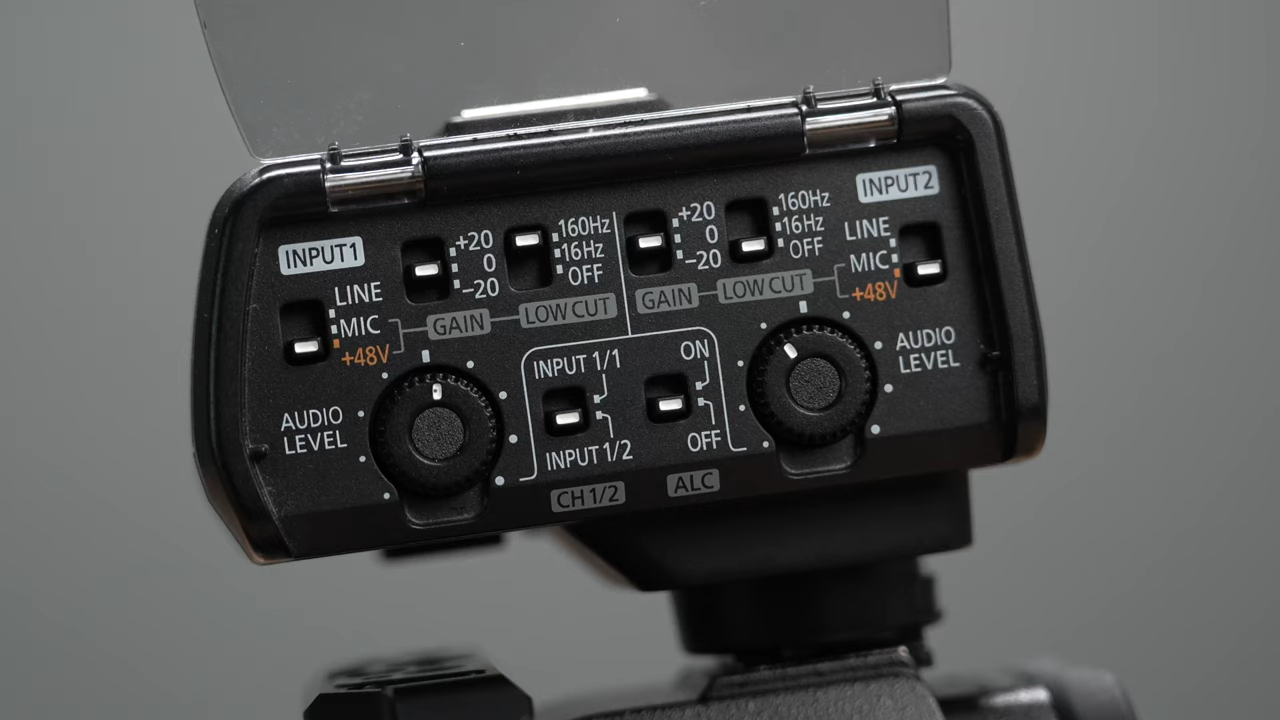 INPUT1
LINE
MIC
+48V
+20
0
−20
GAIN
160Hz
16Hz
OFF
LOW CUT
AUDIO
LEVEL
+20
0
−20
GAIN
160Hz
16Hz
OFF
LOW CUT
INPUT2
LINE
MIC
+48V
AUDIO
LEVEL
INPUT 1/1
INPUT 1/2
CH 1/2
ON
OFF
ALC